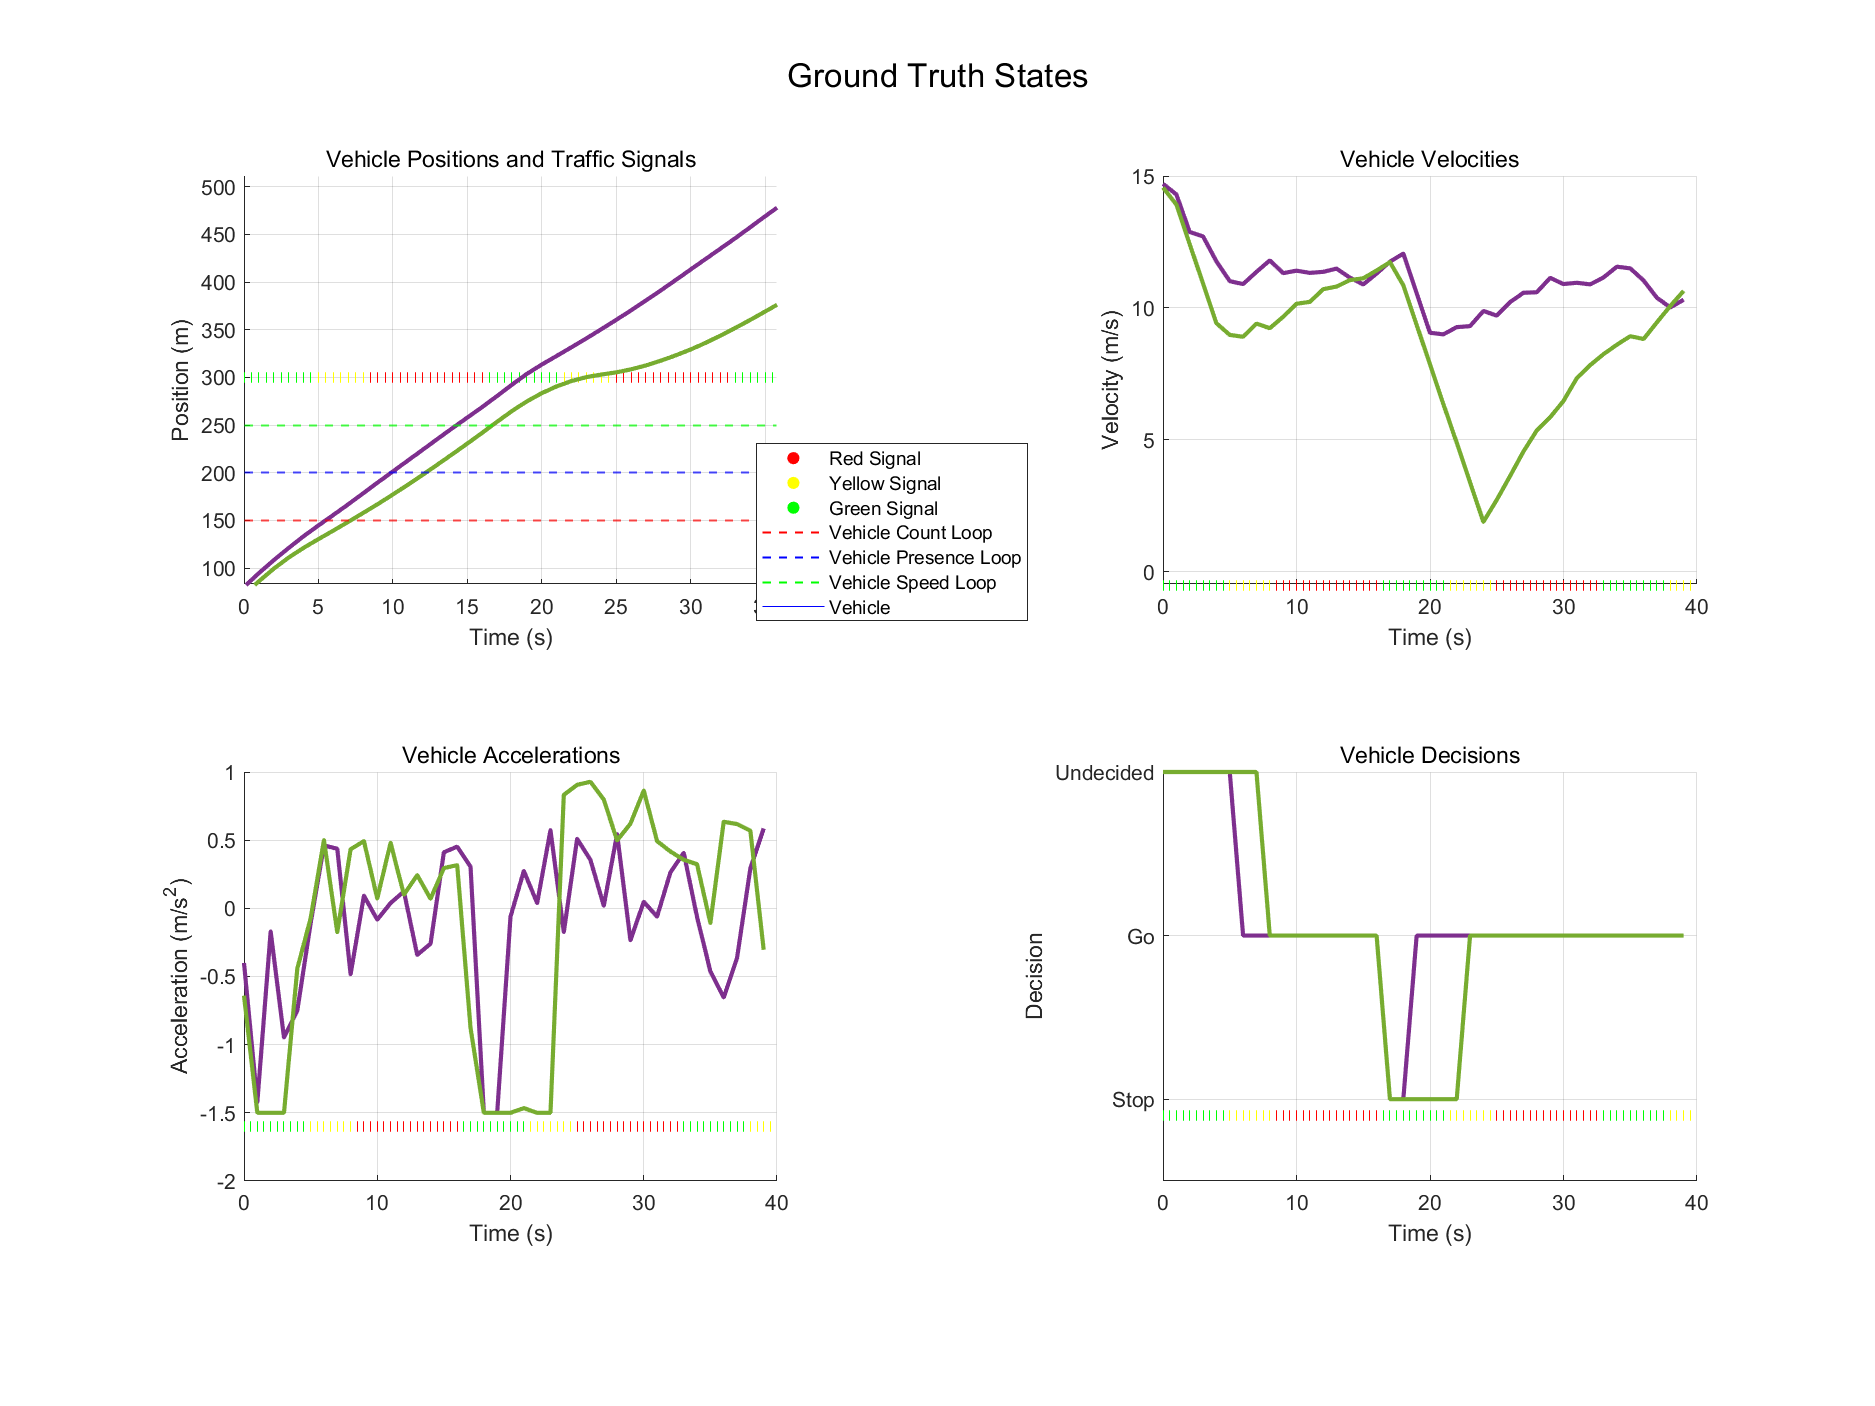 Ground Truth States
Vehicle Positions and Traffic Signals
500
450
400
350
300
250
200
150
100
Position (m)
0 5 10 15 20 25 30
Time (s)
Red Signal
Yellow Signal
Green Signal
Vehicle Count Loop
Vehicle Presence Loop
Vehicle Speed Loop
Vehicle
Vehicle Velocities
15
10
5
0
Velocity (m/s)
0 10 20 30 40
Time (s)
Vehicle Accelerations
1
0.5
0
-0.5
-1
-1.5
-2
Acceleration (m/s²)
0 10 20 30 40
Time (s)
Vehicle Decisions
Undecided
Go
Stop
Decision
0 10 20 30 40
Time (s)